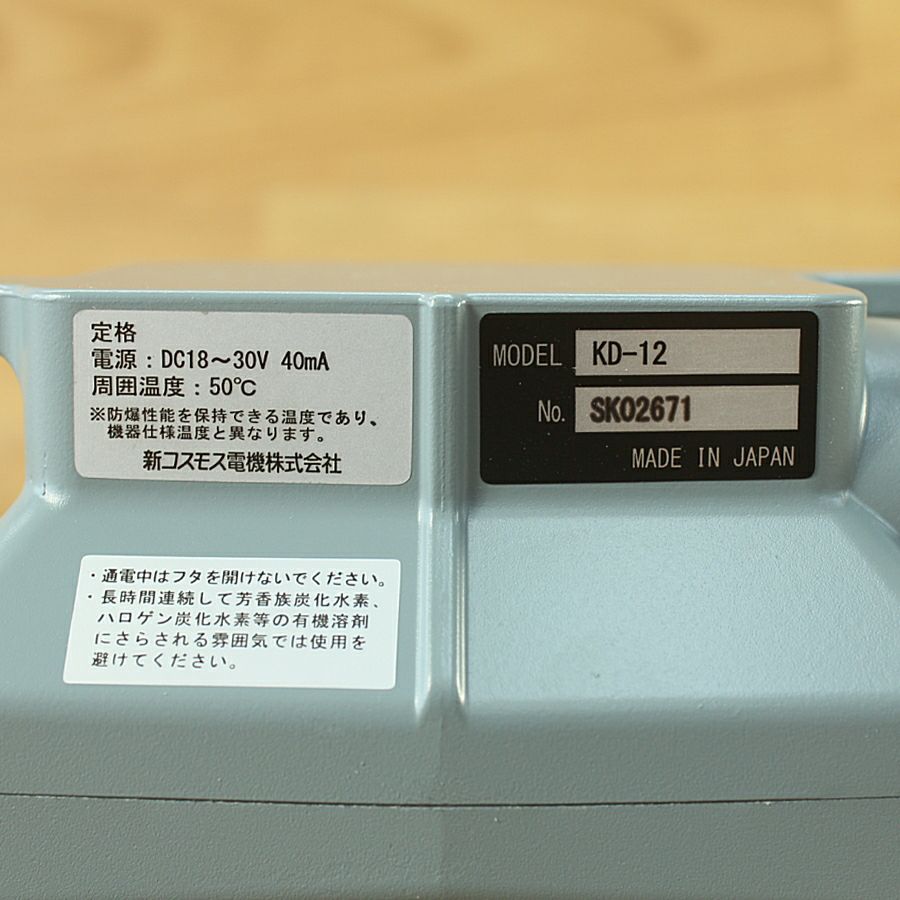 定格
電源：DC18～30V 40mA
周囲温度：50℃
※防爆性能を保持できる温度であり、
機器仕様温度と異なります。
新コスモス電機株式会社
MODEL KD-12
No. SK02671
MADE IN JAPAN
・通電中はフタを開けないでください。
・長時間連続して芳香族炭化水素、
ハロゲン炭化水素等の有機溶剤
にさらされる雰囲気では使用を
避けてください。